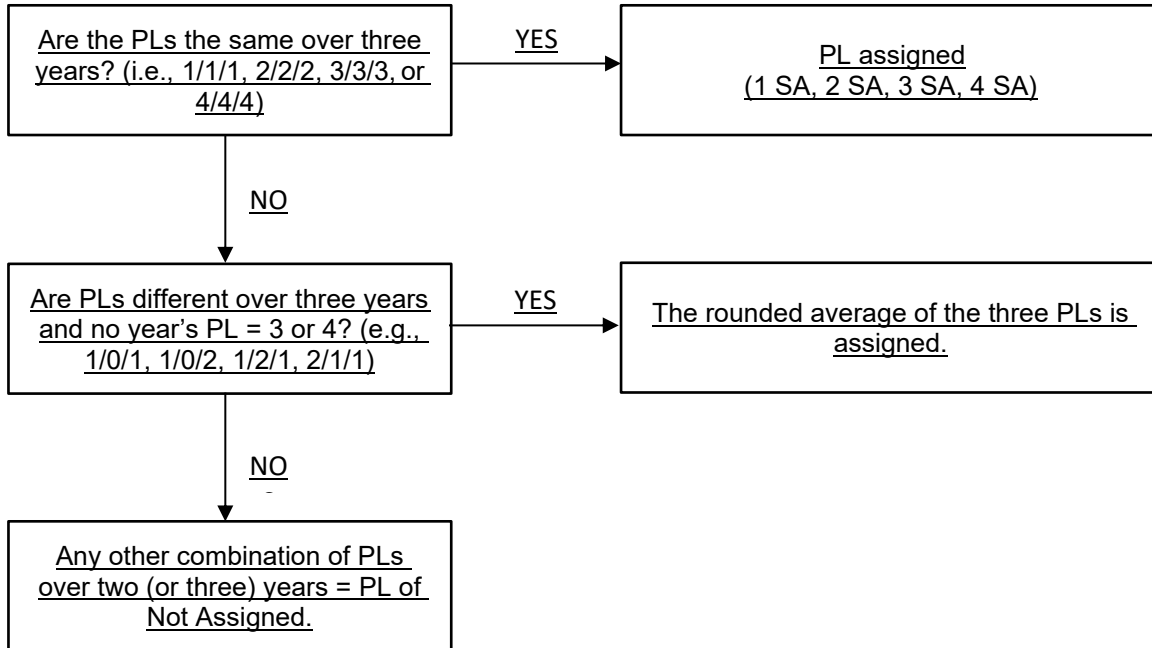 Are the PLs the same over three
years? (i.e., 1/1/1, 2/2/2, 3/3/3, or
4/4/4)
YES
PL assigned
(1 SA, 2 SA, 3 SA, 4 SA)
NO
Are PLs different over three years
and no year’s PL = 3 or 4? (e.g.,
1/0/1, 1/0/2, 1/2/1, 2/1/1)
YES
The rounded average of the three PLs is
assigned.
NO
Any other combination of PLs
over two (or three) years = PL of
Not Assigned.